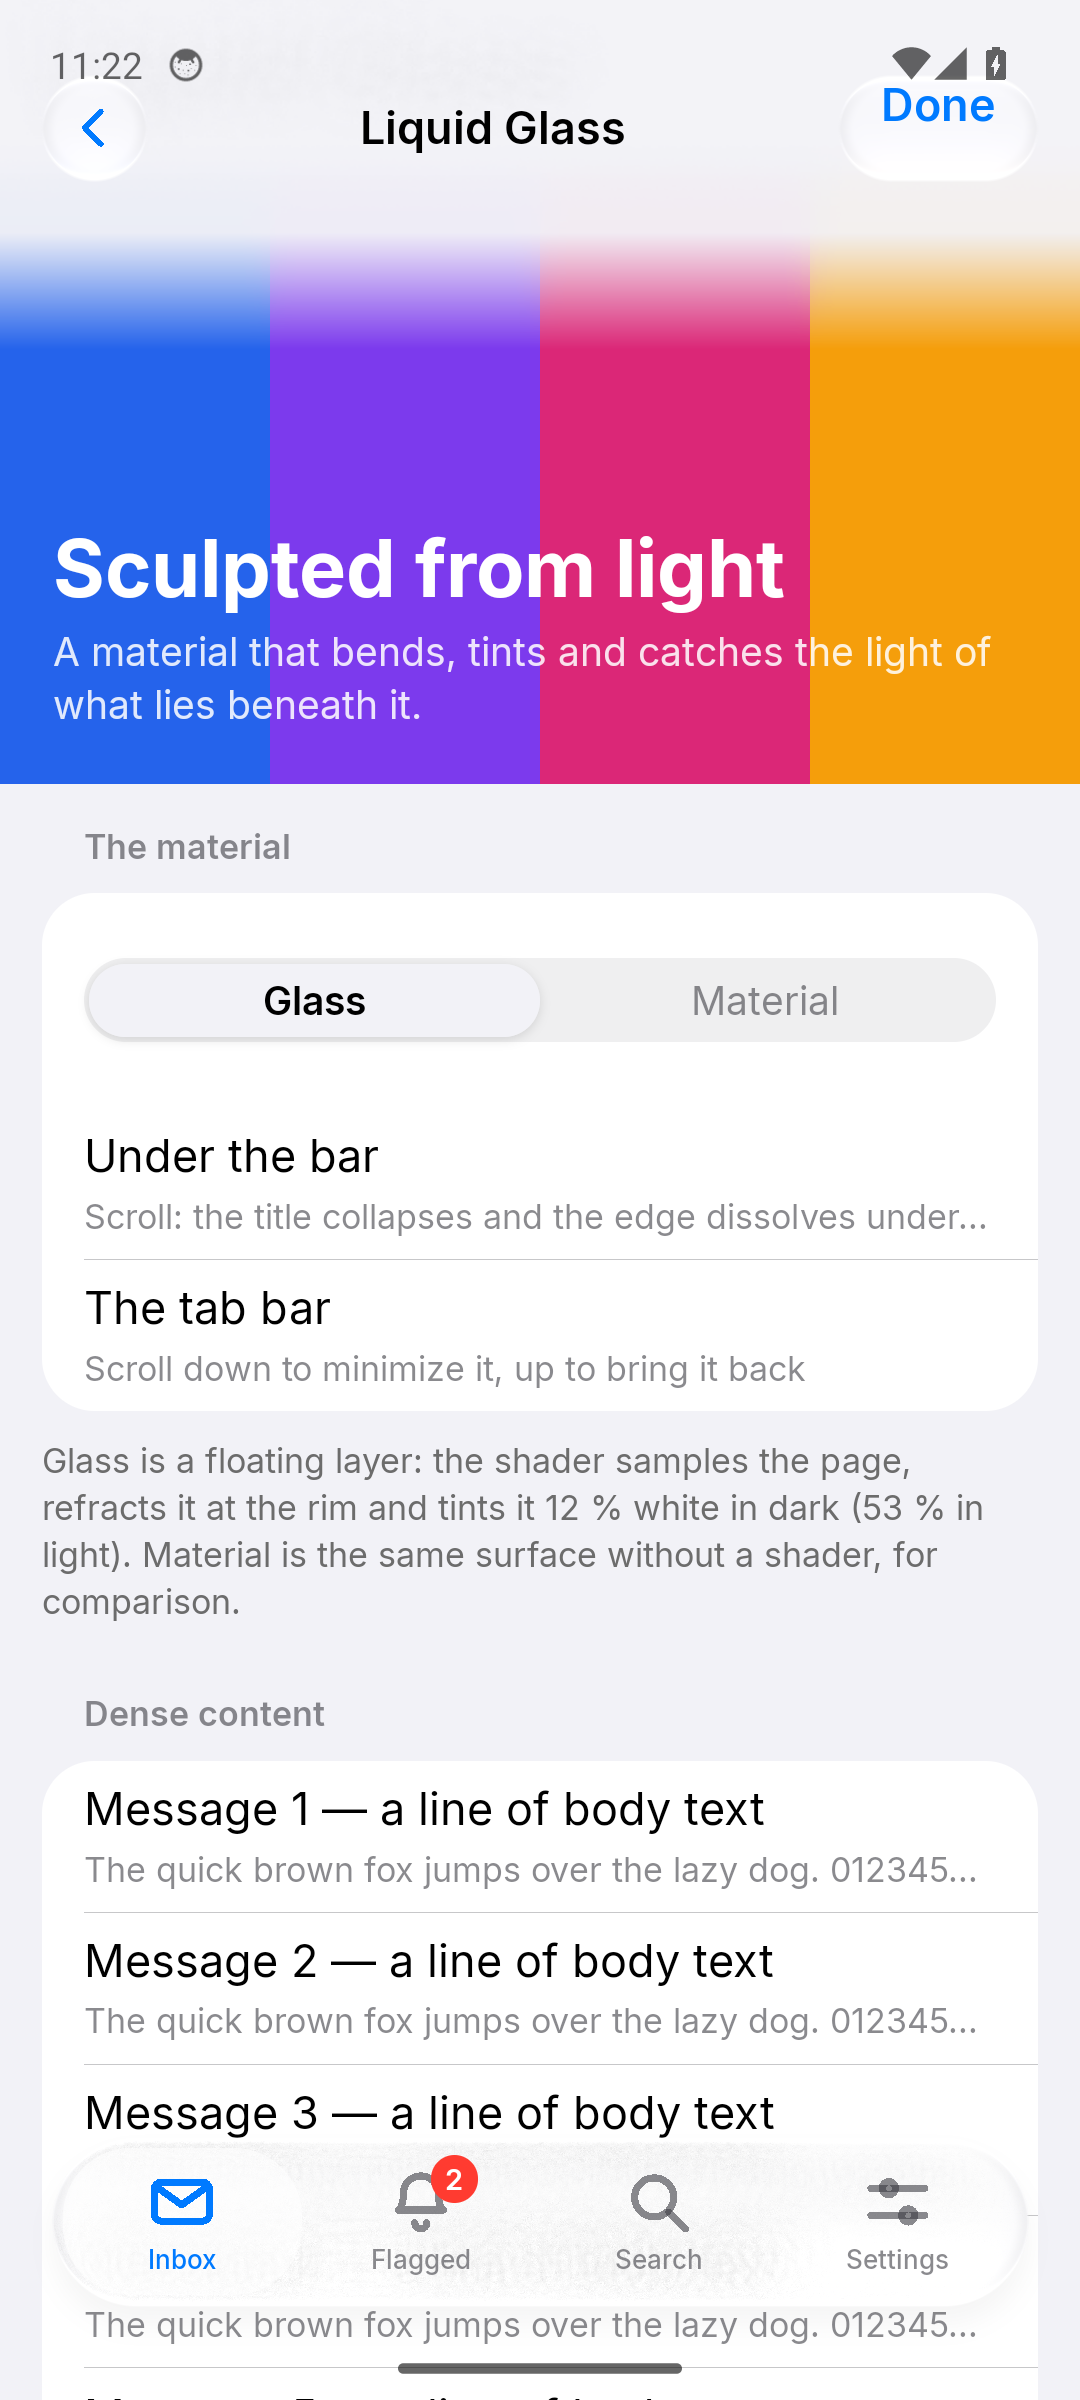 11:22
Liquid Glass
Done
Sculpted from light
A material that bends, tints and catches the light of
what lies beneath it.
The material
Glass
Material
Under the bar
Scroll: the title collapses and the edge dissolves under...
The tab bar
Scroll down to minimize it, up to bring it back
Glass is a floating layer: the shader samples the page,
refracts it at the rim and tints it 12 % white in dark (53 % in
light). Material is the same surface without a shader, for
comparison.
Dense content
Message 1 — a line of body text
The quick brown fox jumps over the lazy dog. 012345...
Message 2 — a line of body text
The quick brown fox jumps over the lazy dog. 012345...
Message 3 — a line of body text
2
Inbox
Flagged
Search
Settings
The quick brown fox jumps over the lazy dog. 012345...